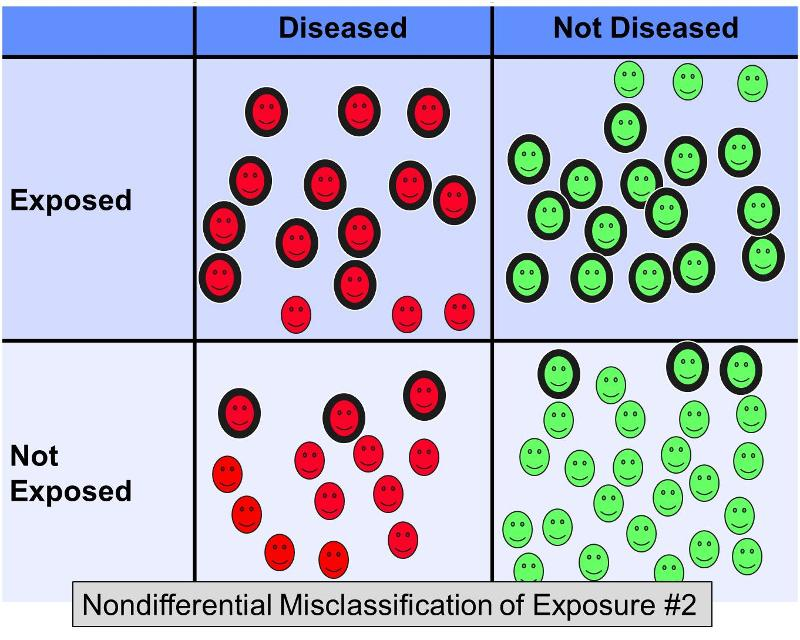 Diseased
Not Diseased
Exposed
Not
Exposed
Nondifferential Misclassification of Exposure #2